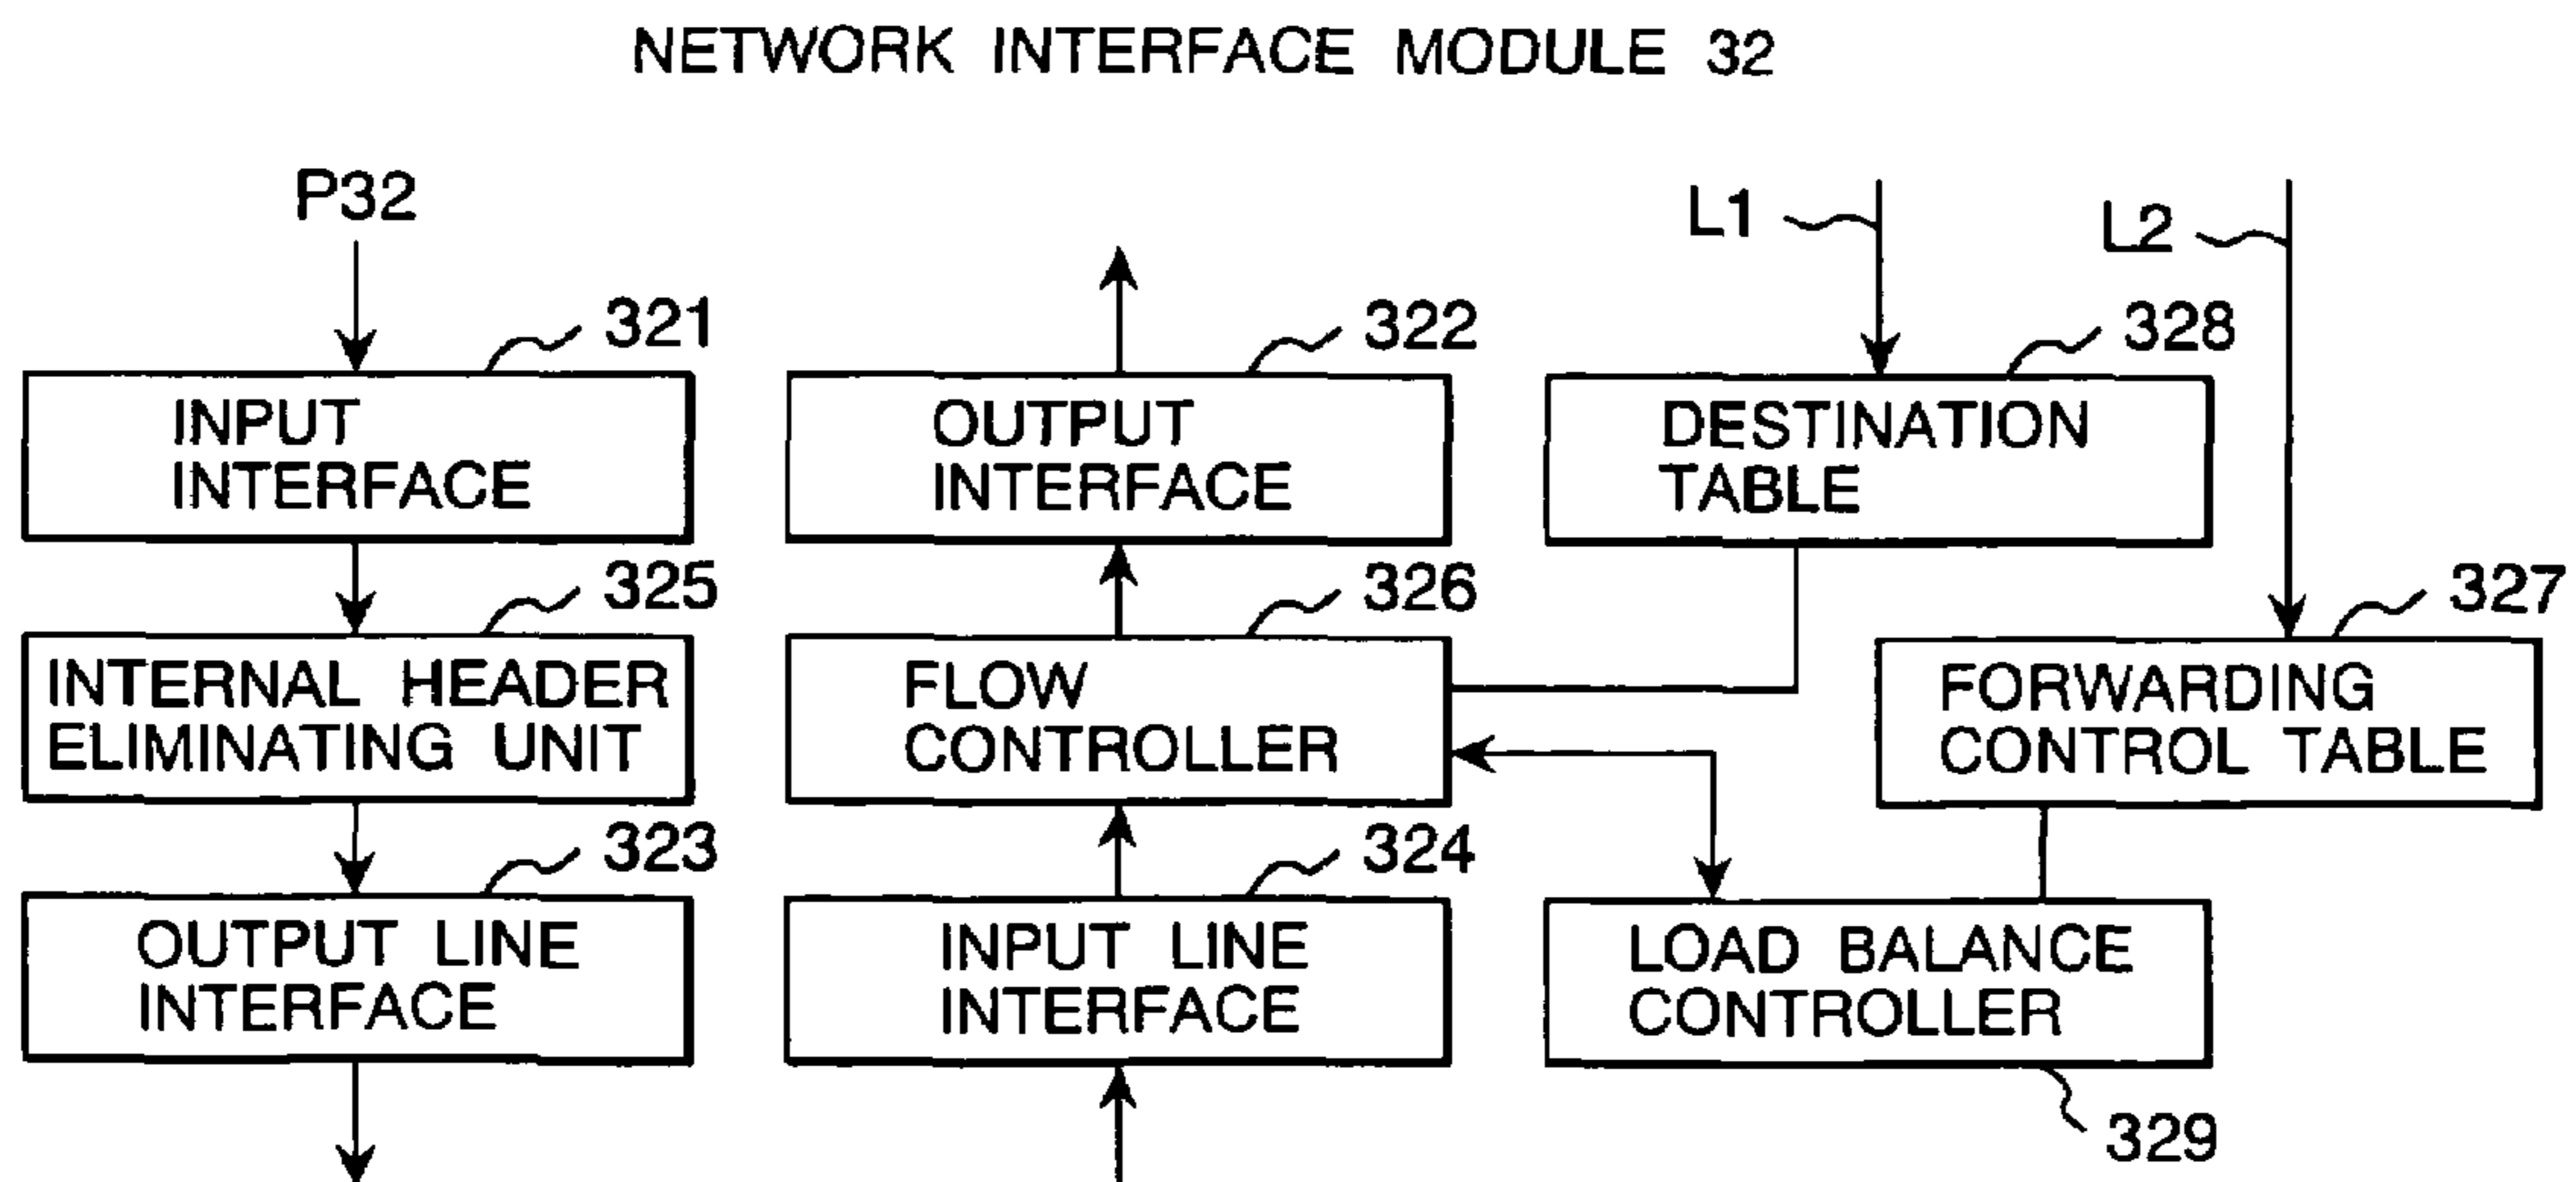 NETWORK INTERFACE MODULE 32
P32
L1
L2
321
322
328
INPUT
INTERFACE
OUTPUT
INTERFACE
DESTINATION
TABLE
325
326
327
INTERNAL HEADER
ELIMINATING UNIT
FLOW
CONTROLLER
FORWARDING
CONTROL TABLE
323
324
OUTPUT LINE
INTERFACE
INPUT LINE
INTERFACE
LOAD BALANCE
CONTROLLER
329